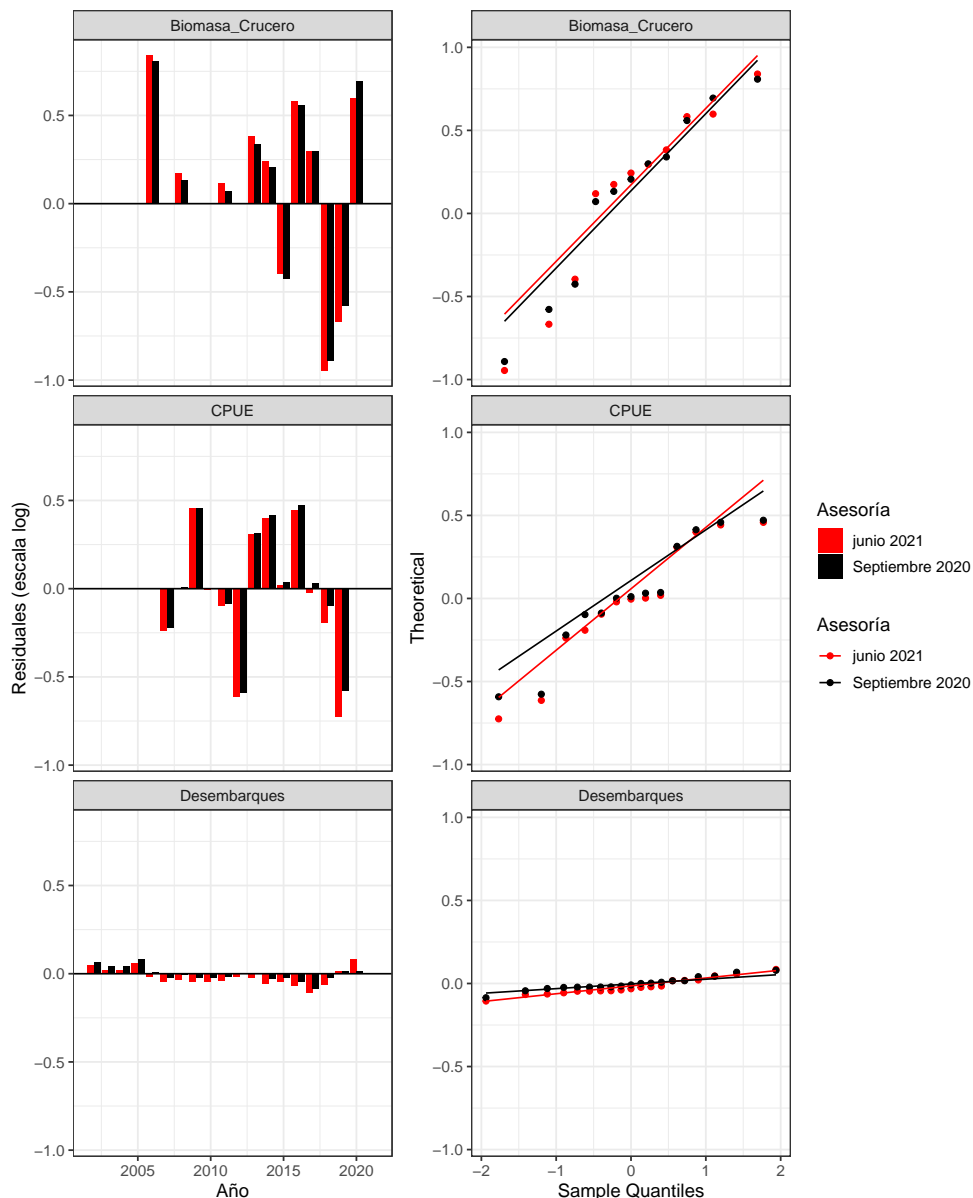 Biomasa_Crucero
0.5
0.0
−0.5
−1.0
CPUE
0.5
0.0
−0.5
−1.0
Desembarques
0.5
0.0
−0.5
−1.0
2005 2010 2015 2020
Año
Residuales (escala log)
Biomasa_Crucero
1.0
0.5
0.0
−0.5
−1.0
CPUE
1.0
0.5
0.0
−0.5
−1.0
Desembarques
1.0
0.5
0.0
−0.5
−1.0
−2 −1 0 1 2
Sample Quantiles
Theoretical
Asesoría
junio 2021
Septiembre 2020
Asesoría
junio 2021
Septiembre 2020